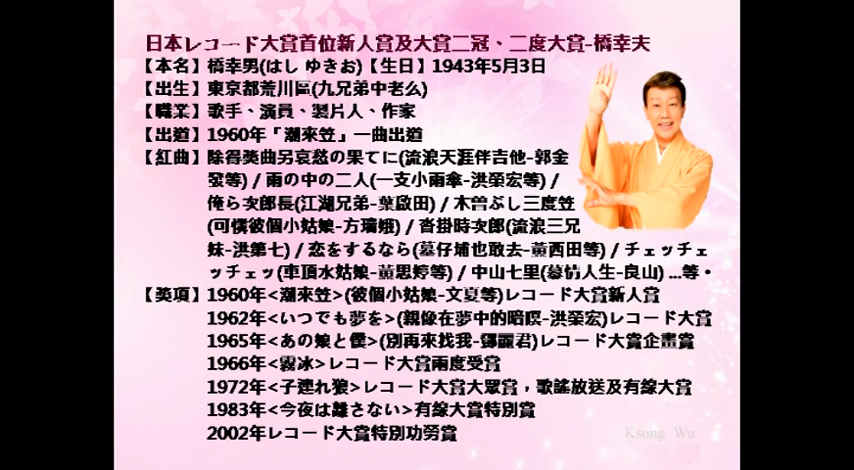 日本レコード大賞首位新人賞及大賞二冠、二度大賞-橋幸夫
【本名】橋幸男(はし ゆきお)【生日】1943年5月3日
【出生】東京都荒川區(九兄弟中老么)
【職業】歌手、演員、製片人、作家
【出道】1960年「潮來笠」一曲出道
【紅曲】除得獎曲另哀愁の果てに(流浪天涯伴吉他-郭金
發等) / 雨の中の二人(一支小雨傘-洪榮宏等) /
俺ら次郎長(江湖兄弟-葉啟田) / 木曽ぶし三度笠
(可憐彼個小姑娘-方瑞娥) / 沓掛時次郎(流浪三兄
妹-洪第七) / 恋をするなら(墓仔埔也敢去-葉西田等) / チェッチェ
ッチェッ(車頂水姑娘-董思婷等) / 中山七里(慕情人生-良山) ...等。
【獎項】1960年<潮來笠>(彼個小姑娘-文夏等)レコード大賞新人賞
1962年<いつでも夢を>(親像在夢中的暗暝-洪榮宏)レコード大賞
1965年<あの娘と僕>(別再來找我-鄧麗君)レコード大賞企畫賞
1966年<霧氷>レコード大賞兩度受賞
1972年<子連れ狼>レコード大賞大眾賞，歌謠放送及有線大賞
1983年<今夜は離さない>有線大賞特別賞
2002年レコード大賞特別功勞賞
Ksong Wu